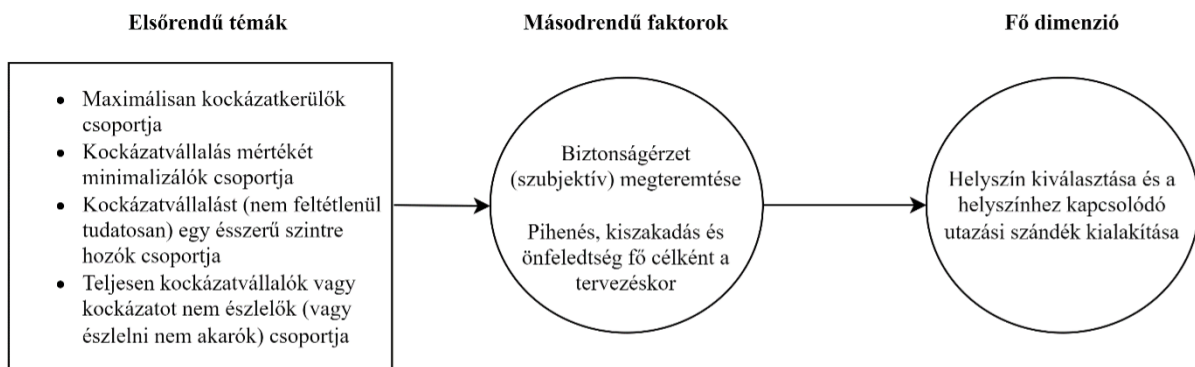 Elsőrendű témák
Másodrendű faktorok
Fő dimenzió
• Maximálisan kockázatkerülők
csoportja
• Kockázatvállalás mértékét
minimalizálók csoportja
• Kockázatvállalást (nem feltétlenül
tudatosan) egy ésszerű szintre
hozók csoportja
• Teljesen kockázatvállalók vagy
kockázatot nem észlelők (vagy
észlelni nem akarók) csoportja
Biztonságérzet
(szubjektív) megteremtése
Pihenés, kiszakadás és
önfeledtség fő célként a
tervezéskor
Helyszín kiválasztása és a
helyszínhez kapcsolódó
utazási szándék kialakítása